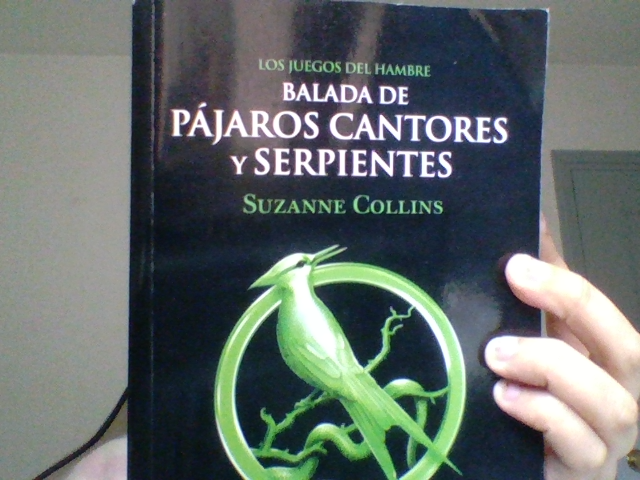 LOS JUEGOS DEL HAMBRE
BALADA DE
PÁJAROS CANTORES
Y SERPIENTES
SUZANNE COLLINS